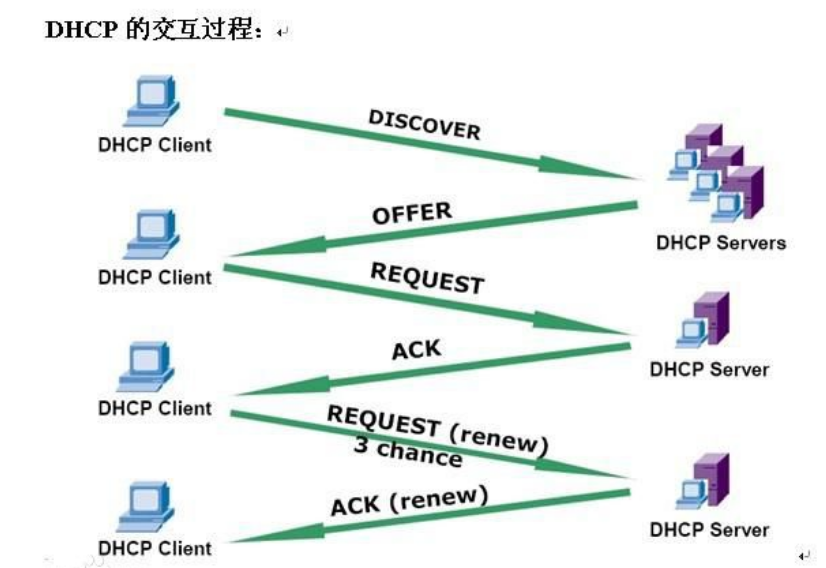 DHCP 的交互过程：
DISCOVER
DHCP Client
OFFER
DHCP Servers
DHCP Client
REQUEST
ACK
DHCP Server
DHCP Client
REQUEST (renew)
3 chance
ACK (renew)
DHCP Server
DHCP Client